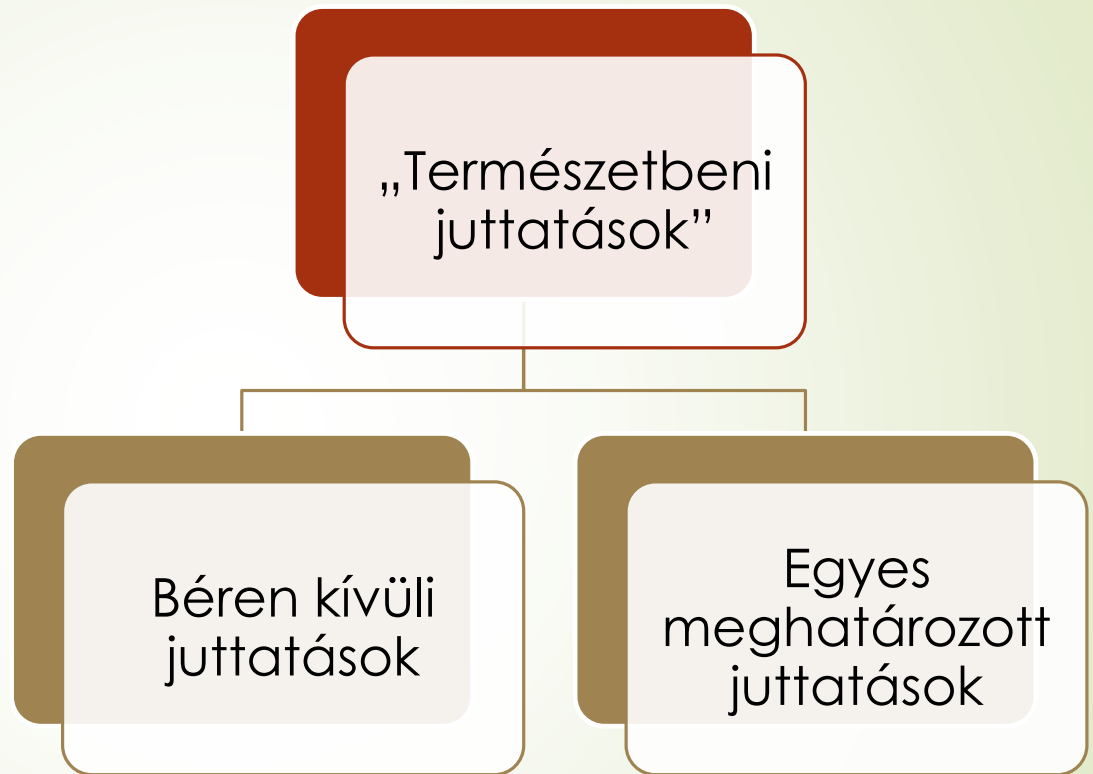 „Természetbeni
juttatások”
Béren kívüli
juttatások
Egyes
meghatározott
juttatások